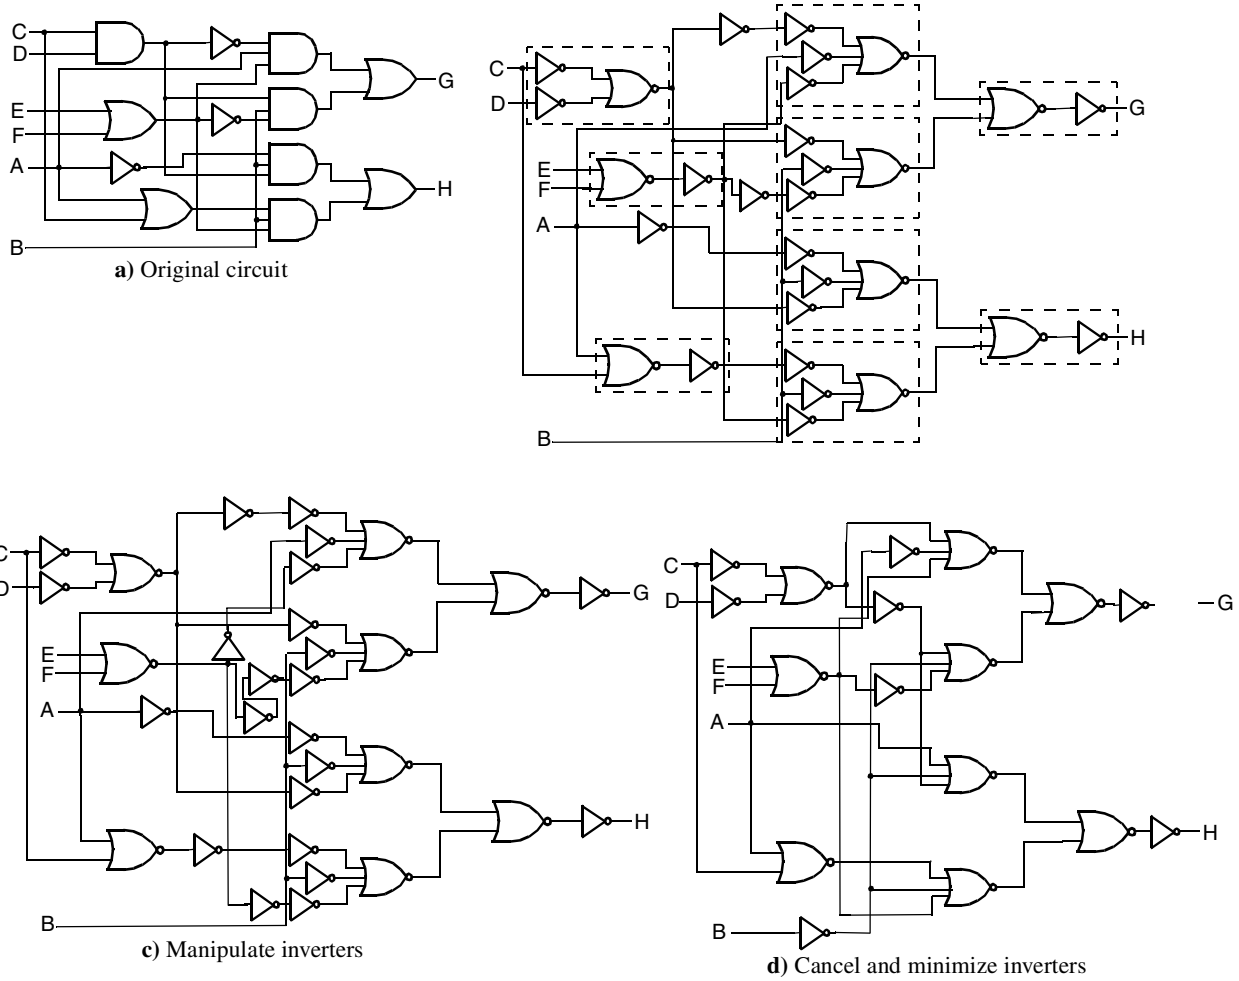 C
D
E
F
A
B
G
H
a) Original circuit
C
D
E
F
A
B
G
H
C
D
E
F
A
B
G
H
c) Manipulate inverters
C
D
E
F
A
B
G
H
d) Cancel and minimize inverters